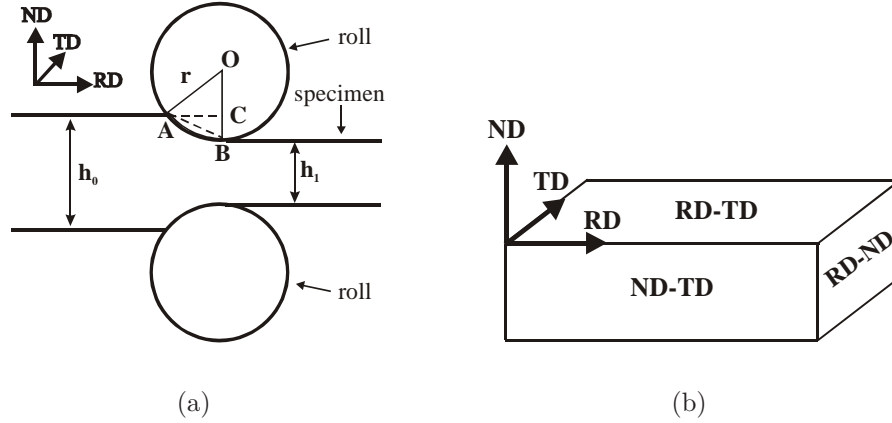 ND
TD
RD
roll
O
r
specimen
A
C
B
h₀
h₁
roll
(a)
ND
TD
RD
RD-TD
ND-TD
RD-ND
(b)